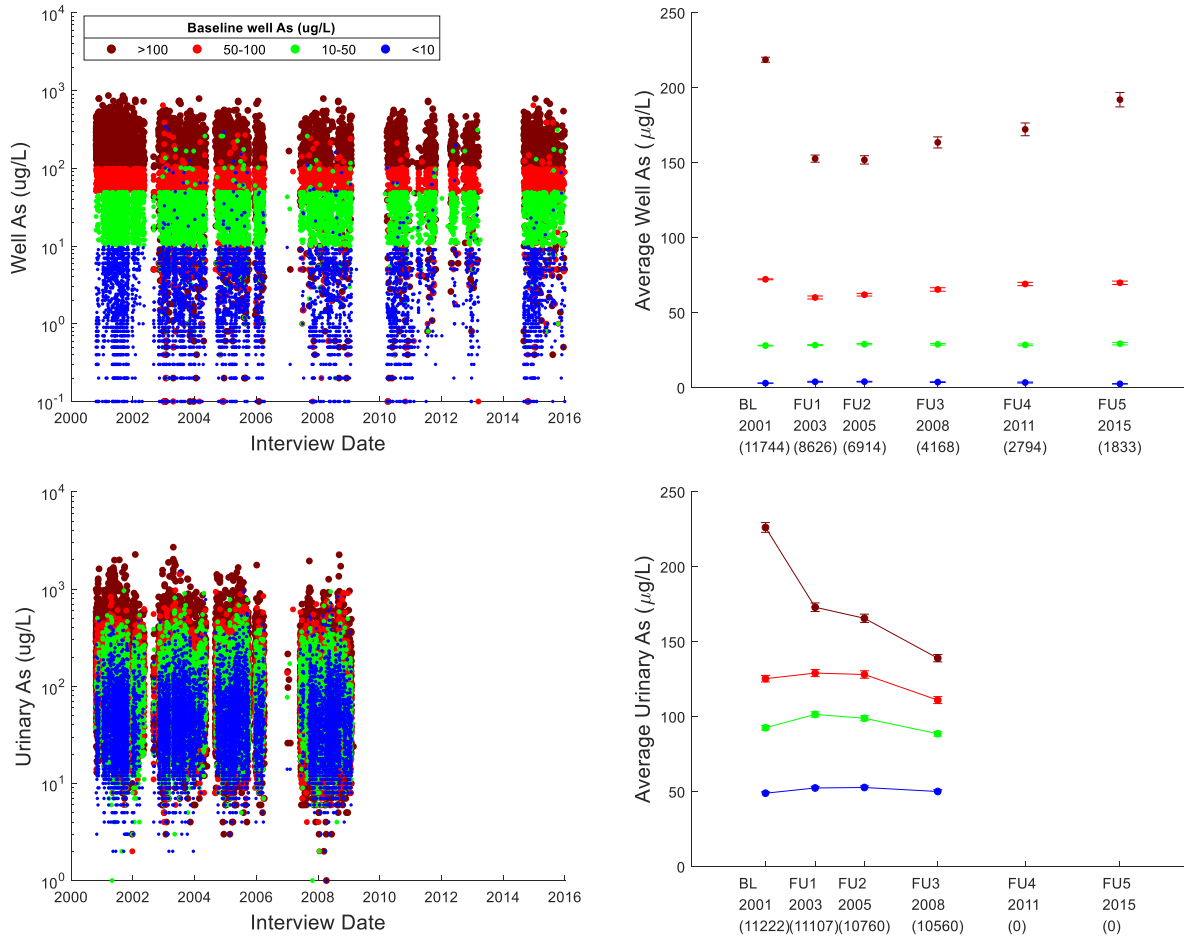 10^4
10^3
10^2
10^1
10^0
10^-1
Well As (ug/L)
Baseline well As (ug/L)
>100 50-100 10-50 <10
2000 2002 2004 2006 2008 2010 2012 2014 2016
Interview Date
250
200
150
100
50
0
Average Well As ( μg/L)
BL FU1 FU2 FU3 FU4 FU5
2001 2003 2005 2008 2011 2015
(11744) (8626) (6914) (4168) (2794) (1833)
10^4
10^3
10^2
10^1
10^0
Urinary As (ug/L)
2000 2002 2004 2006 2008 2010 2012 2014 2016
Interview Date
250
200
150
100
50
0
Average Urinary As ( μg/L)
BL FU1 FU2 FU3 FU4 FU5
2001 2003 2005 2008 2011 2015
(11222) (11107) (10760) (10560) (0) (0)